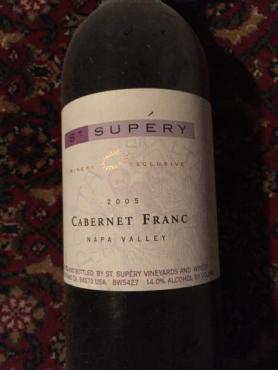 ST. SUPÉRY
WINERY EXCLUSIVE
2005
CABERNET FRANC
NAPA VALLEY
AND BOTTLED BY ST. SUPÉRY VINEYARDS AND WINERY
CA. 94573 USA BW5427 14.0% ALCOHOL BY VOLUME